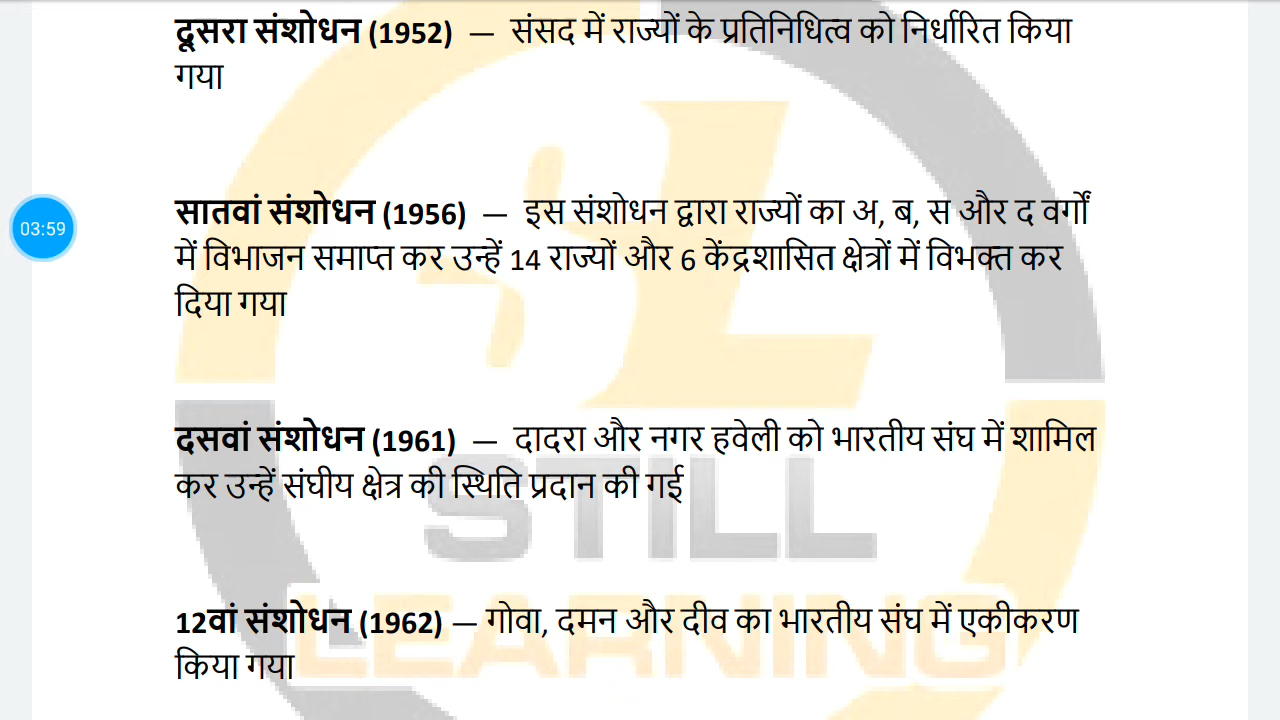 दूसरा संशोधन (1952) — संसद में राज्यों के प्रतिनिधित्व को निर्धारित किया
गया
सातवां संशोधन (1956) — इस संशोधन द्वारा राज्यों का अ, ब, स और द वर्गों
03:59
में विभाजन समाप्त कर उन्हें 14 राज्यों और 6 केंद्रशासित क्षेत्रों में विभक्त कर
दिया गया
दसवां संशोधन (1961) — दादरा और नगर हवेली को भारतीय संघ में शामिल
कर उन्हें संघीय क्षेत्र की स्थिति प्रदान की गई
STILL
12वां संशोधन (1962) — गोवा, दमन और दीव का भारतीय संघ में एकीकरण
किया गया
LEARNING